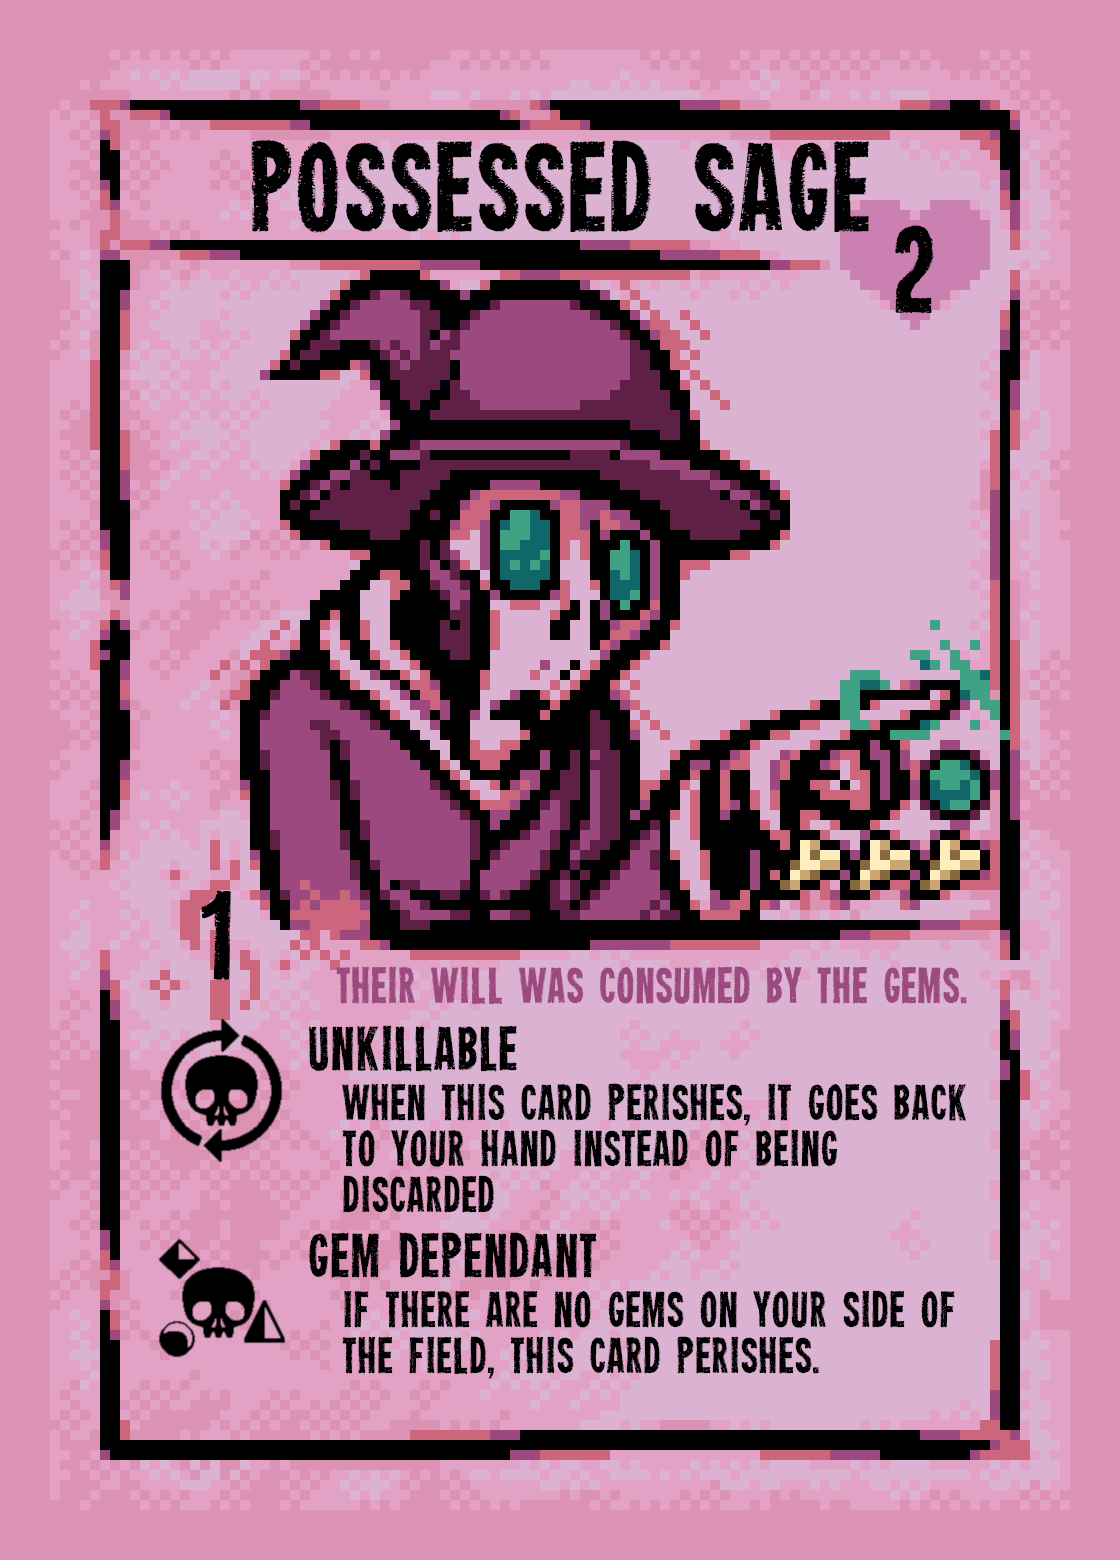 POSSESSED SAGE
2
1
THEIR WILL WAS CONSUMED BY THE GEMS.
UNKILLABLE
WHEN THIS CARD PERISHES, IT GOES BACK
TO YOUR HAND INSTEAD OF BEING
DISCARDED
GEM DEPENDANT
IF THERE ARE NO GEMS ON YOUR SIDE OF
THE FIELD, THIS CARD PERISHES.